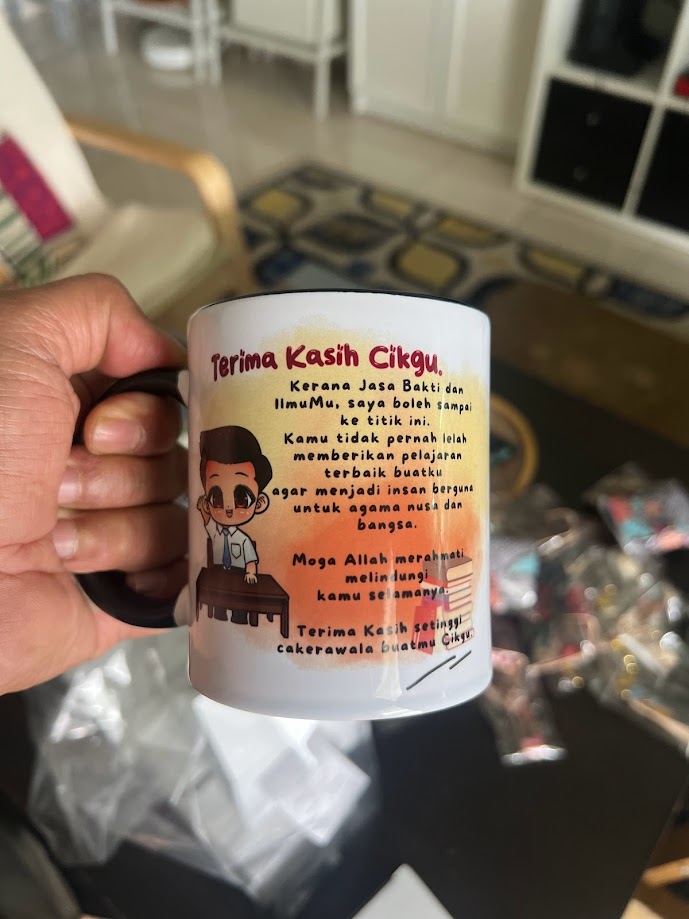 Terima Kasih Cikgu.
Kerana Jasa Bakti dan
IlmuMu, saya boleh sampai
ke titik ini.
Kamu tidak pernah lelah
memberikan pelajaran
terbaik buatku
agar menjadi insan berguna
untuk agama nusa dan
bangsa.
Moga Allah merahmati
melindungi
kamu selamanya.
Terima Kasih setinggi
cakerawala buatmu Cikgu.